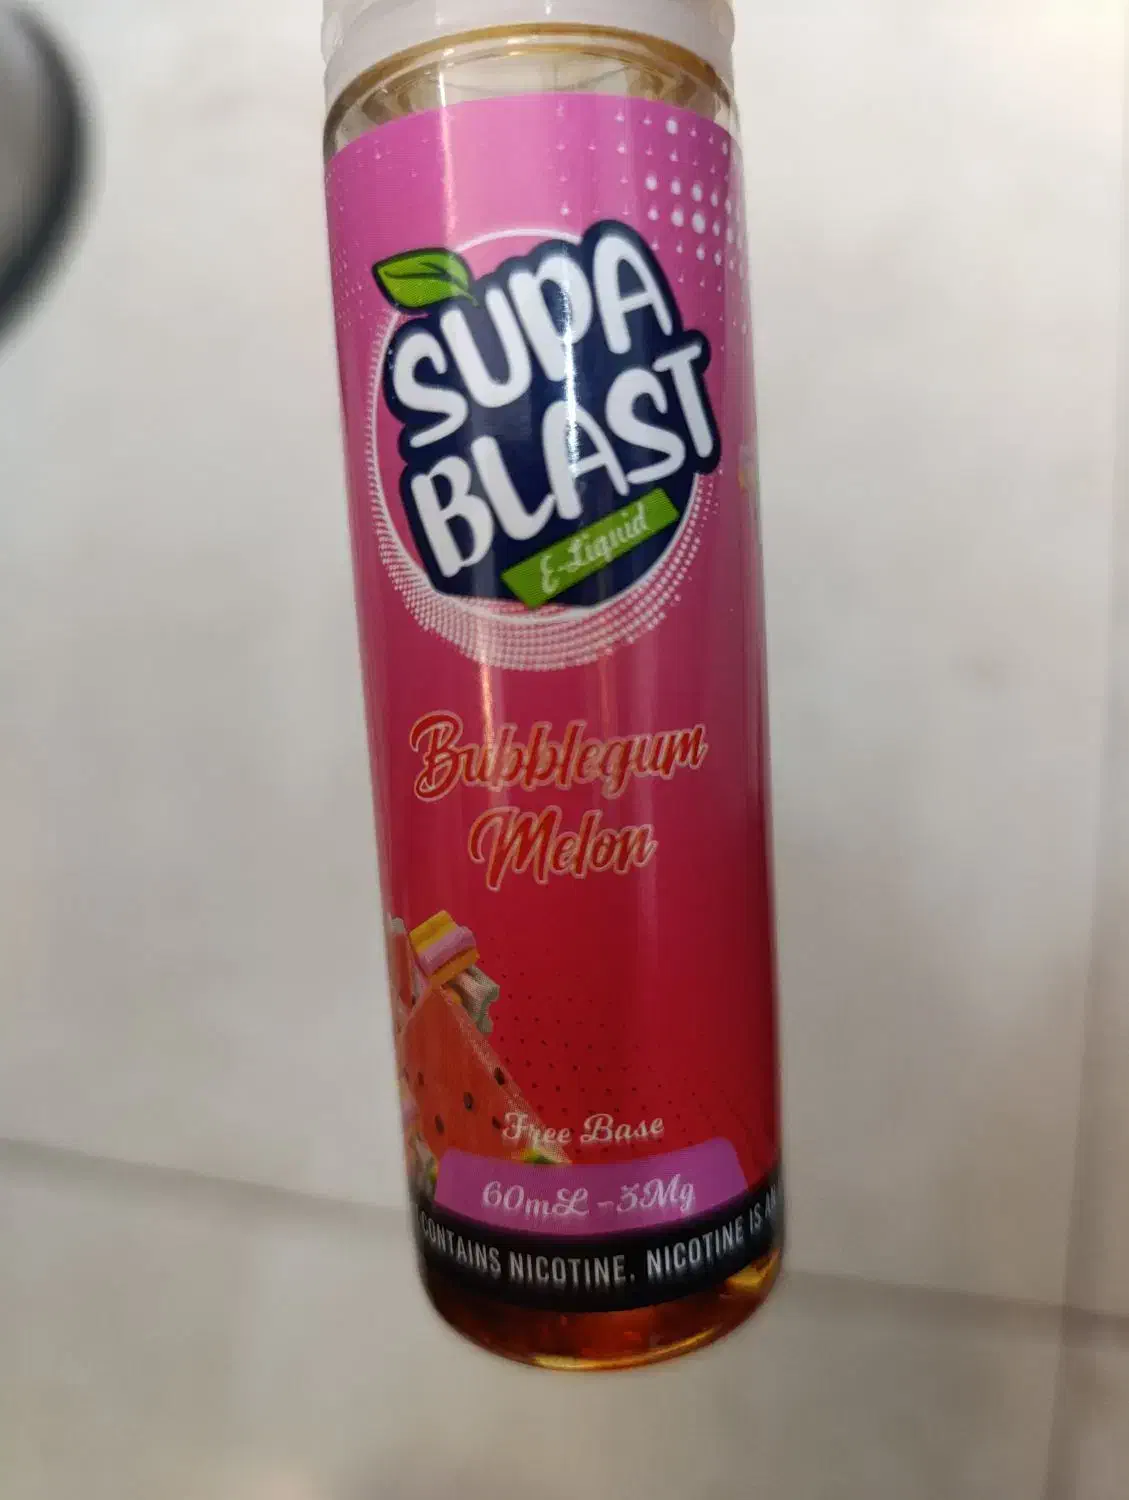 SUPA
BLAST
E-Liquid
Bubblegum
Melon
Free Base
60mL - 3Mg
CONTAINS NICOTINE. NICOTINE IS AN